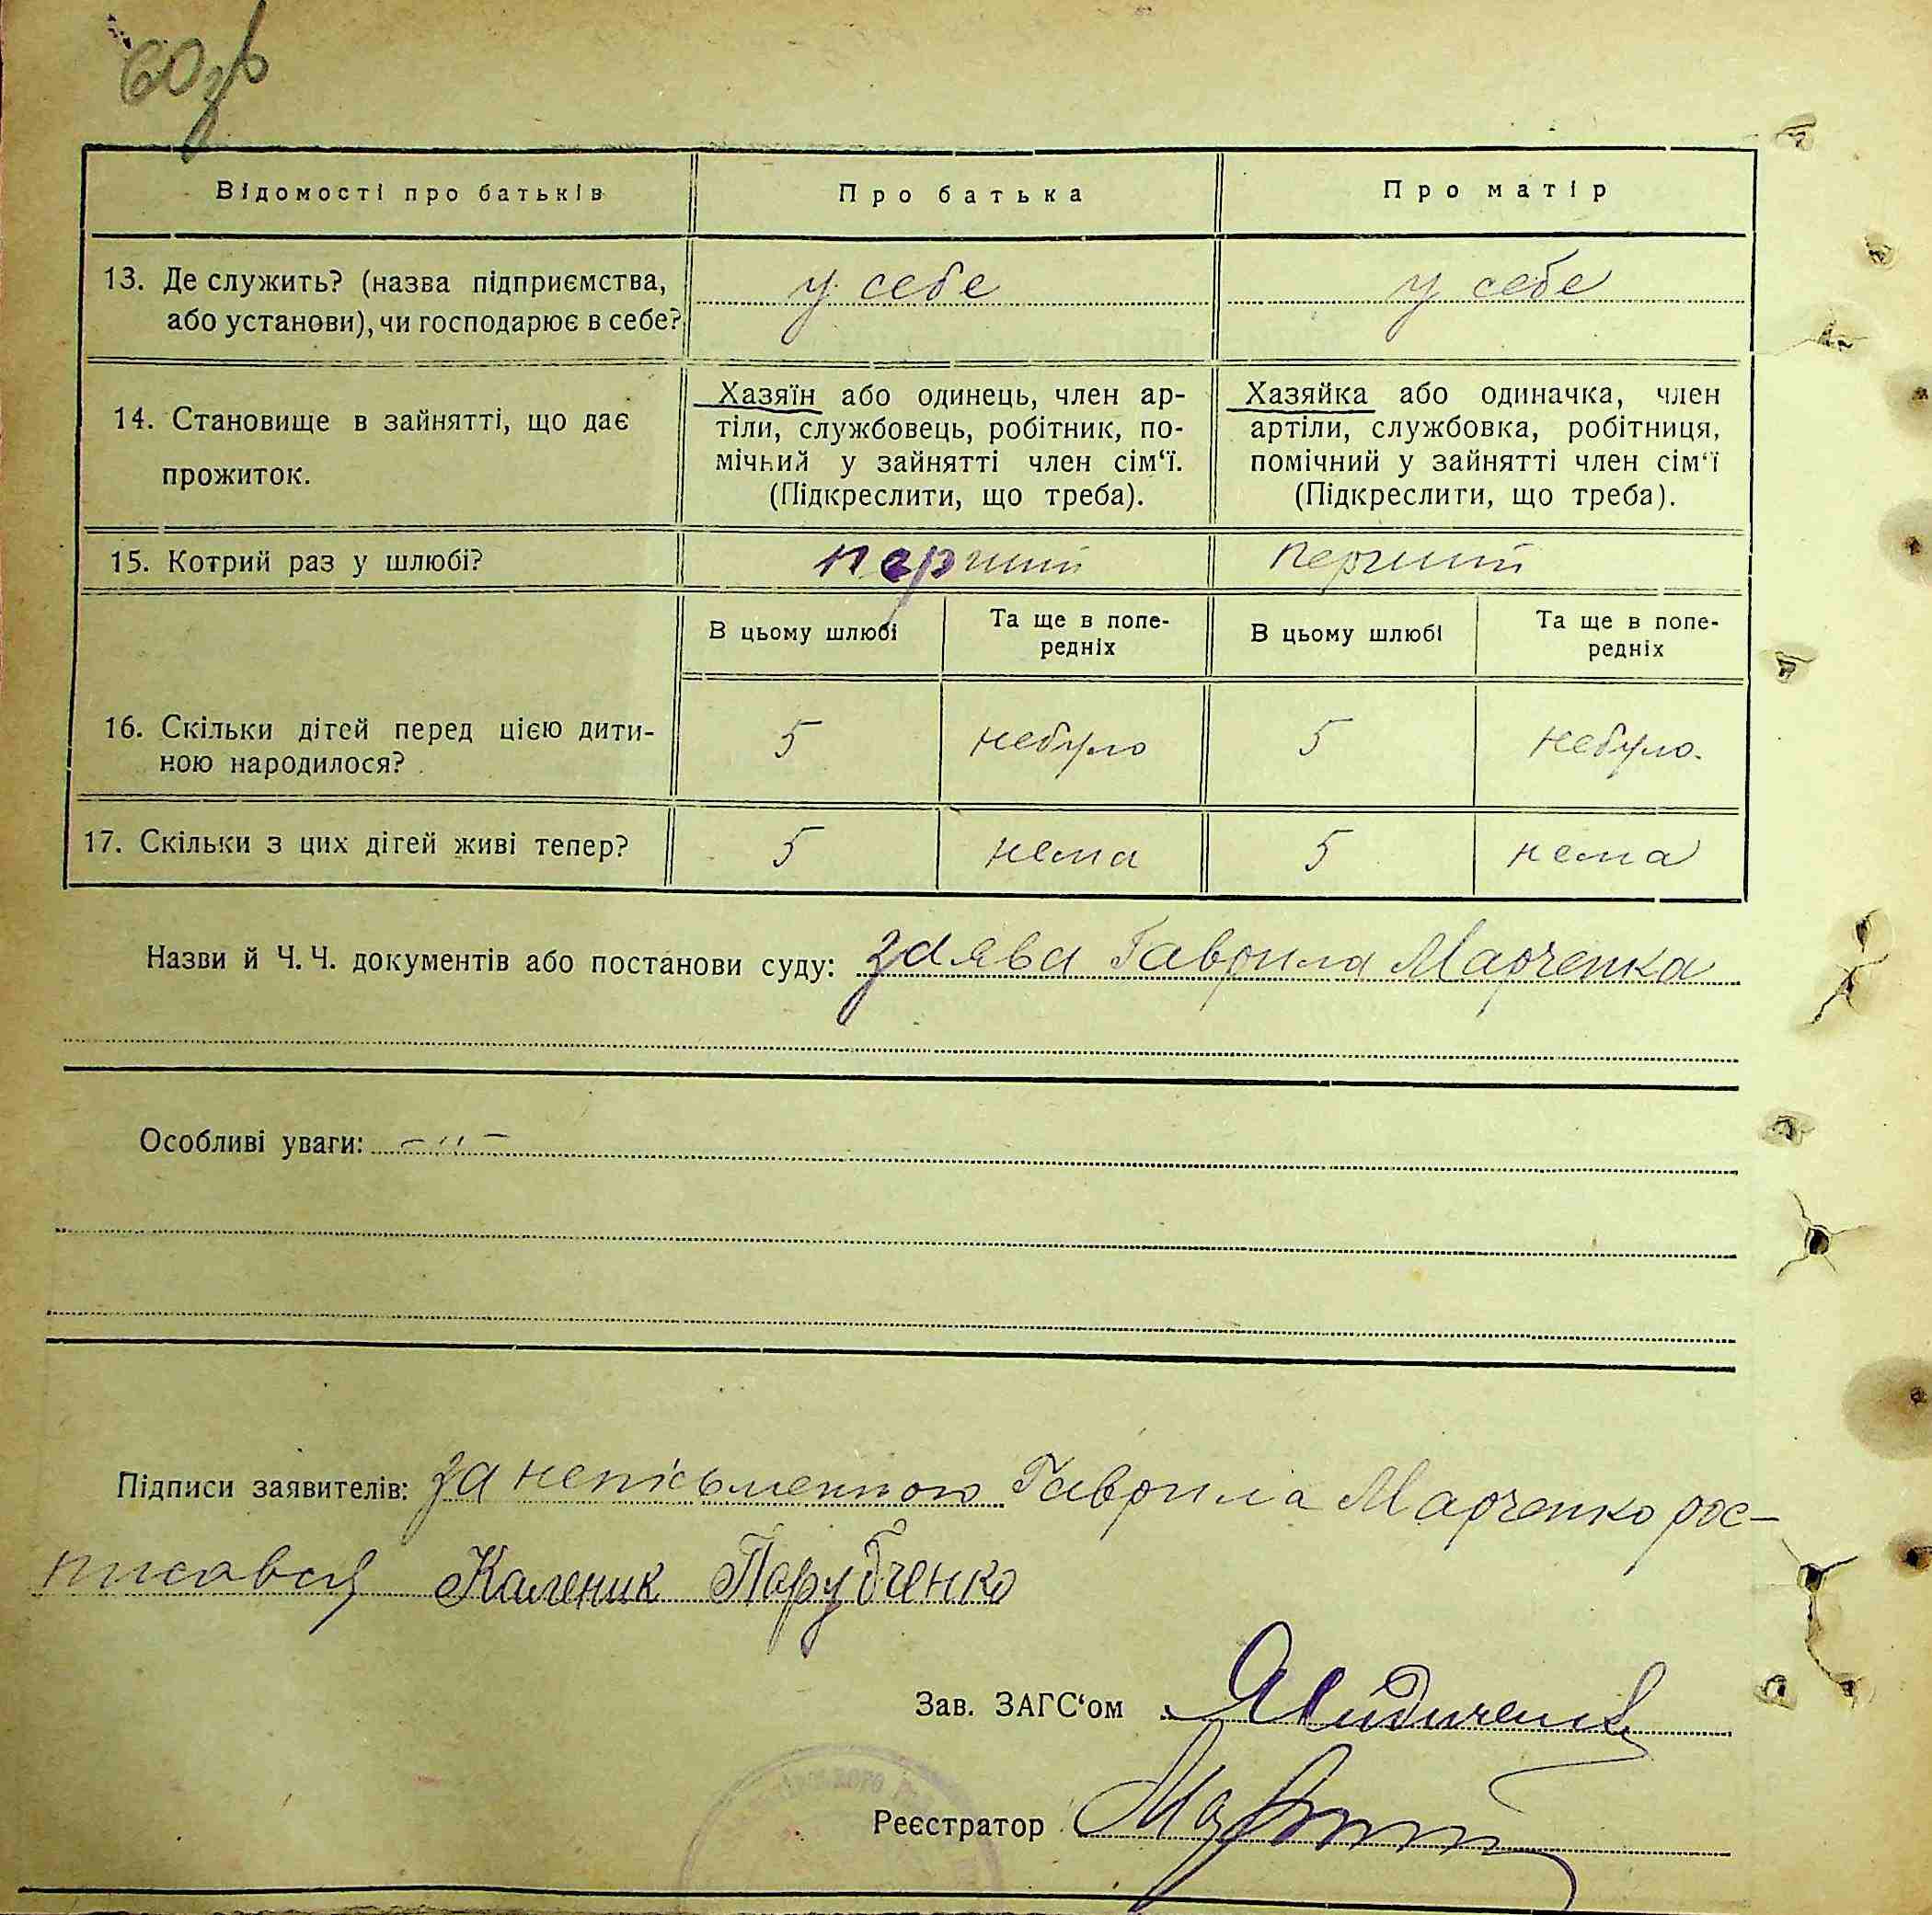 60
Відомості про батьків
Про батька
Про матір
13. Де служить? (назва підприємства,
або установи), чи господарює в себе?
у себе
у себе
14. Становище в зайнятті, що дає
прожиток.
Хазяїн або одинець, член ар-
тіли, службовець, робітник, по-
мічний у зайнятті член сім‘ї.
(Підкреслити, що треба).
Хазяйка або одиначка, член
артіли, службовка, робітниця,
помічний у зайнятті член сім‘ї
(Підкреслити, що треба).
15. Котрий раз у шлюбі?
перший
перший
В цьому шлюбі
Та ще в попе-
редніх
В цьому шлюбі
Та ще в попе-
редніх
16. Скільки дітей перед цією дити-
ною народилося?
5
небуло
5
небуло.
17. Скільки з цих дітей живі тепер?
5
нема
5
нема
Назви й Ч. Ч. документів або постанови суду: заява Гаврила Марченка
Особливі уваги: — ׳׳ —
Підписи заявителів: за неписьменного Гаврила Марченко рос-
писався Каленик Парубченко
Зав. ЗАГС‘ом
Реєстратор